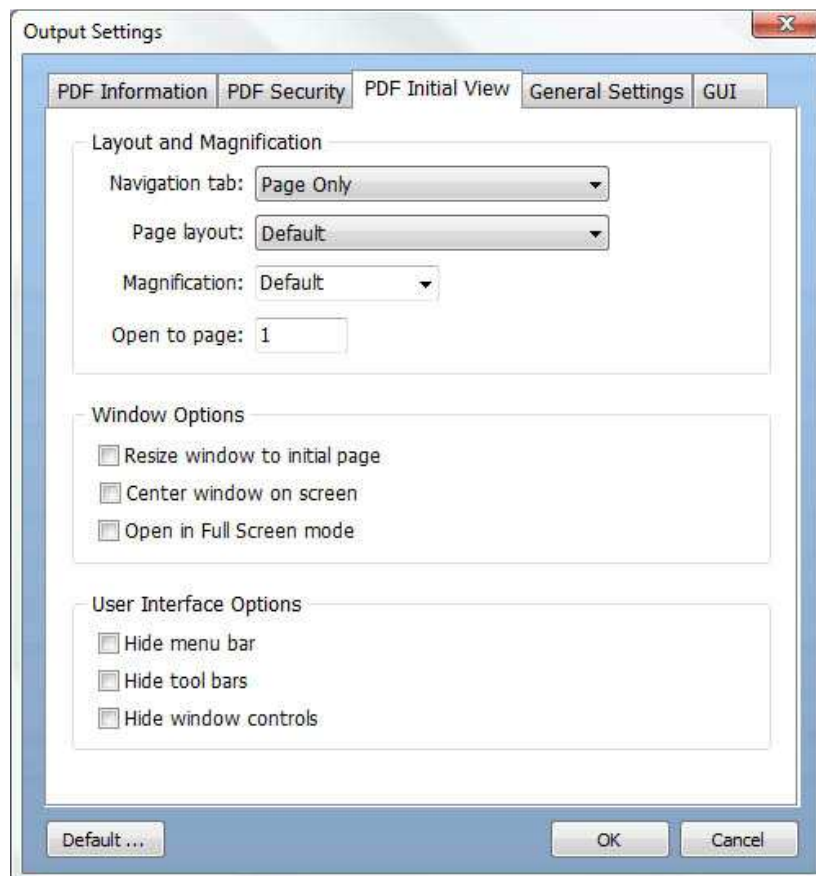 Output Settings
PDF Information PDF Security PDF Initial View General Settings GUI
Layout and Magnification
Navigation tab: Page Only
Page layout: Default
Magnification: Default
Open to page: 1
Window Options
Resize window to initial page
Center window on screen
Open in Full Screen mode
User Interface Options
Hide menu bar
Hide tool bars
Hide window controls
Default ... OK Cancel